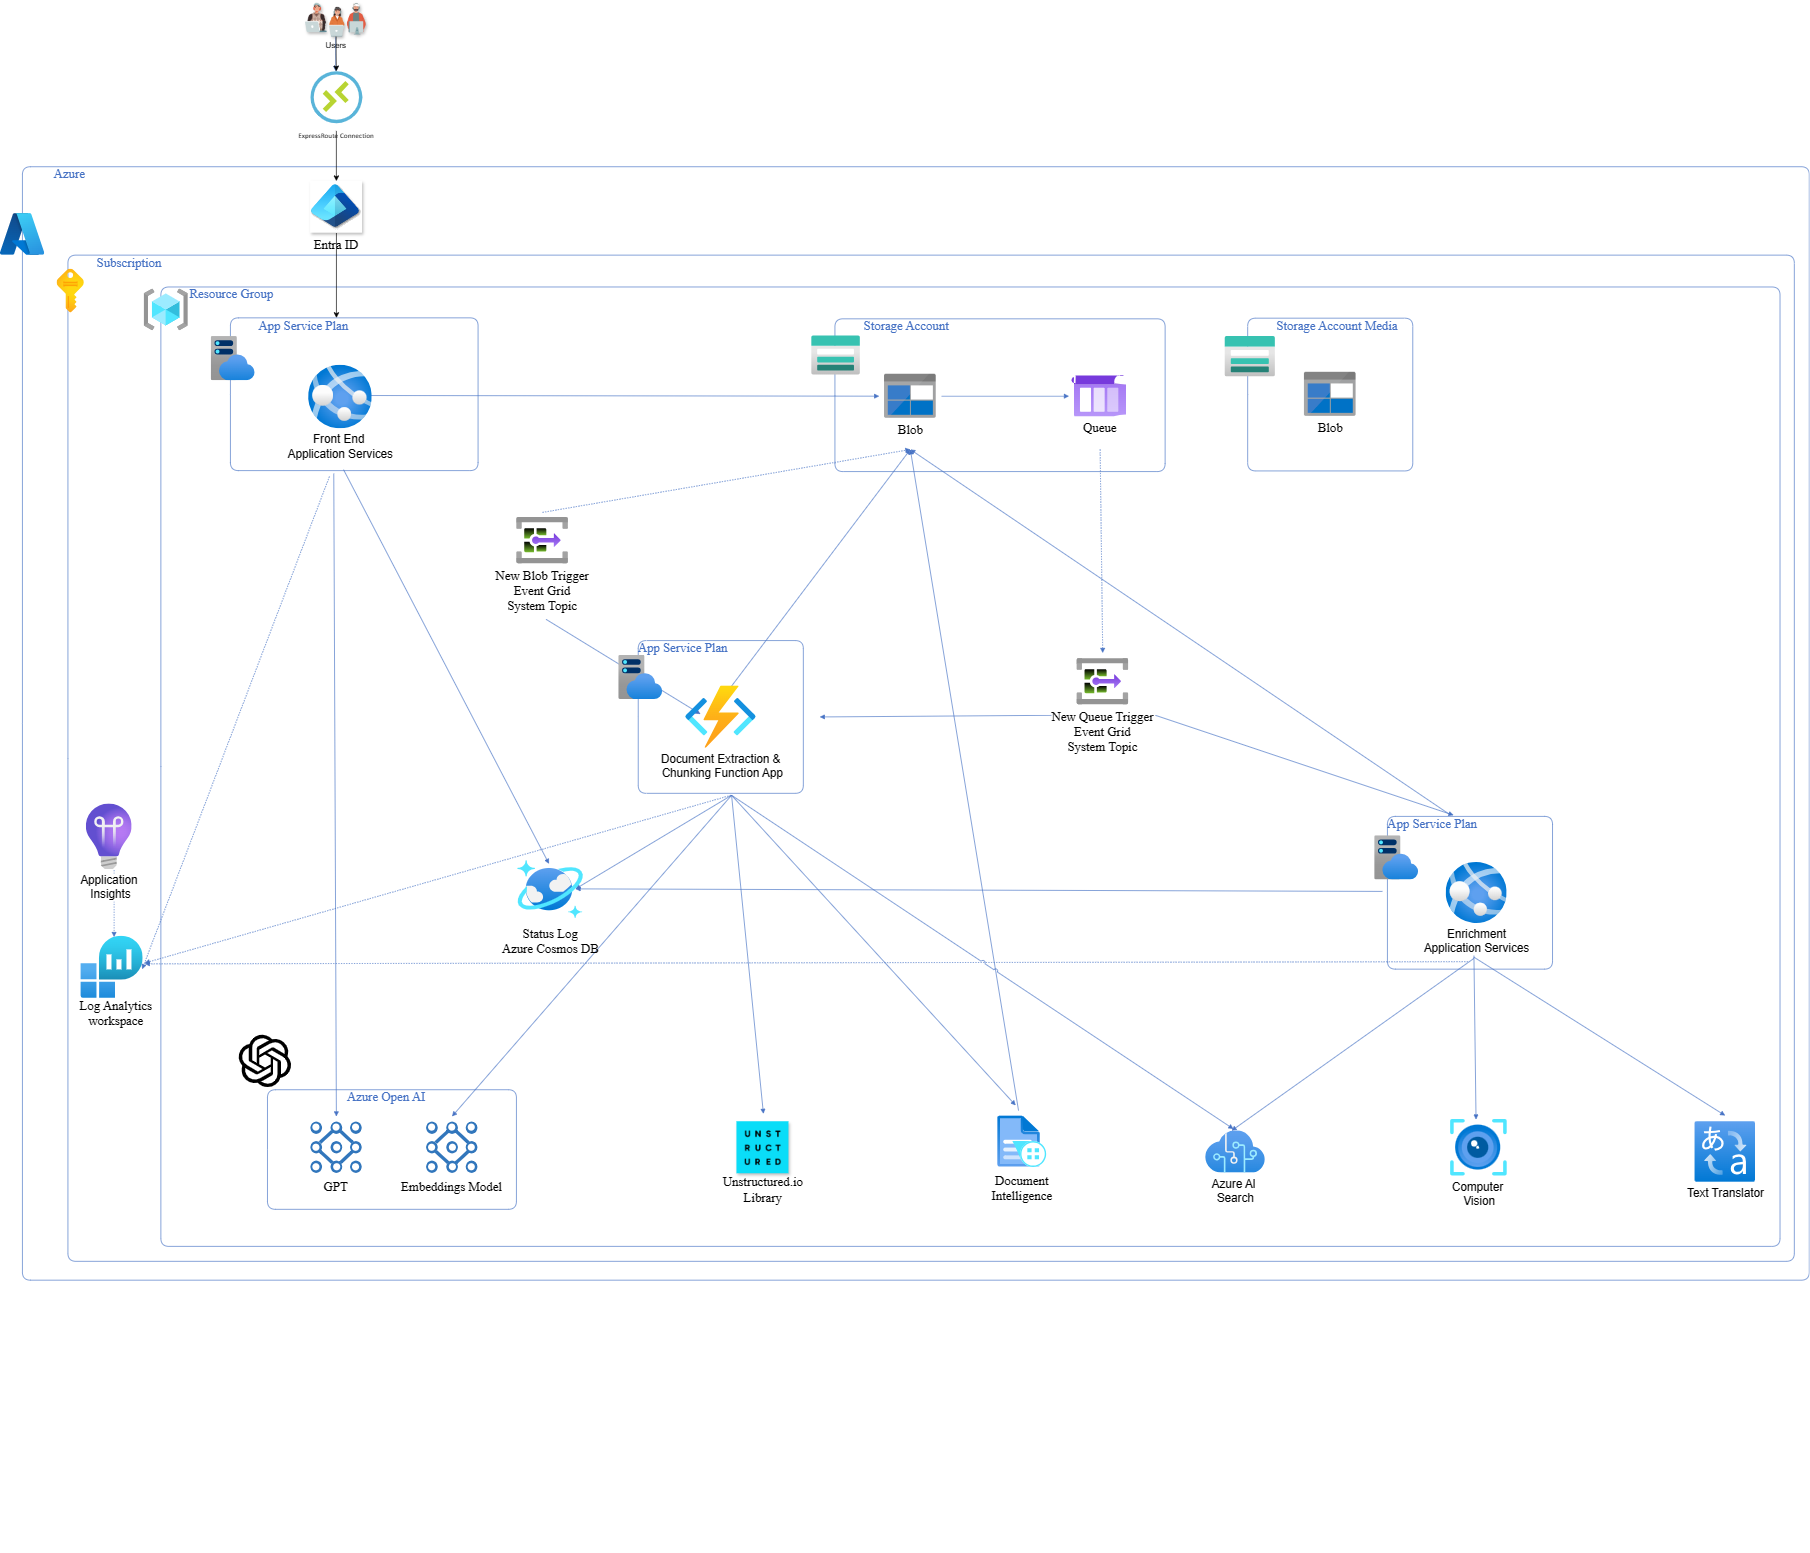 Users
ExpressRoute Connection
Azure
Entra ID
Subscription
Resource Group
App Service Plan
Storage Account
Storage Account Media
Front End
Application Services
Blob
Queue
Blob
New Blob Trigger
Event Grid
System Topic
App Service Plan
Document Extraction &
Chunking Function App
New Queue Trigger
Event Grid
System Topic
App Service Plan
Enrichment
Application Services
Application
Insights
Status Log
Azure Cosmos DB
Log Analytics
workspace
Azure Open AI
GPT
Embeddings Model
UNST
RUCT
URED
Unstructured.io
Library
Document
Intelligence
Azure AI
Search
Computer
Vision
あ
a
Text Translator